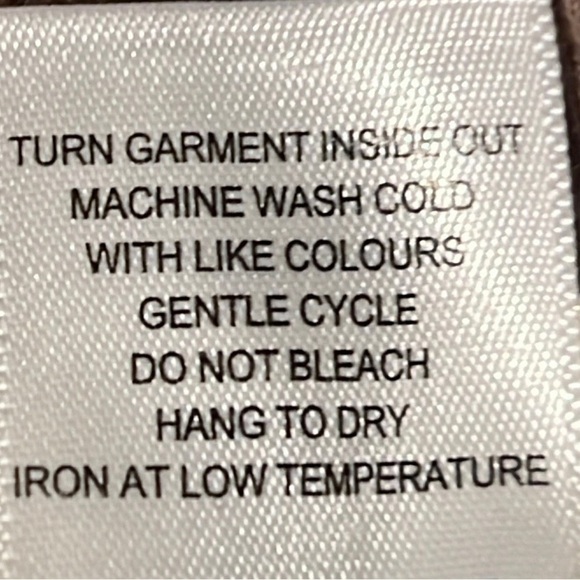 TURN GARMENT INSIDE OUT
MACHINE WASH COLD
WITH LIKE COLOURS
GENTLE CYCLE
DO NOT BLEACH
HANG TO DRY
IRON AT LOW TEMPERATURE